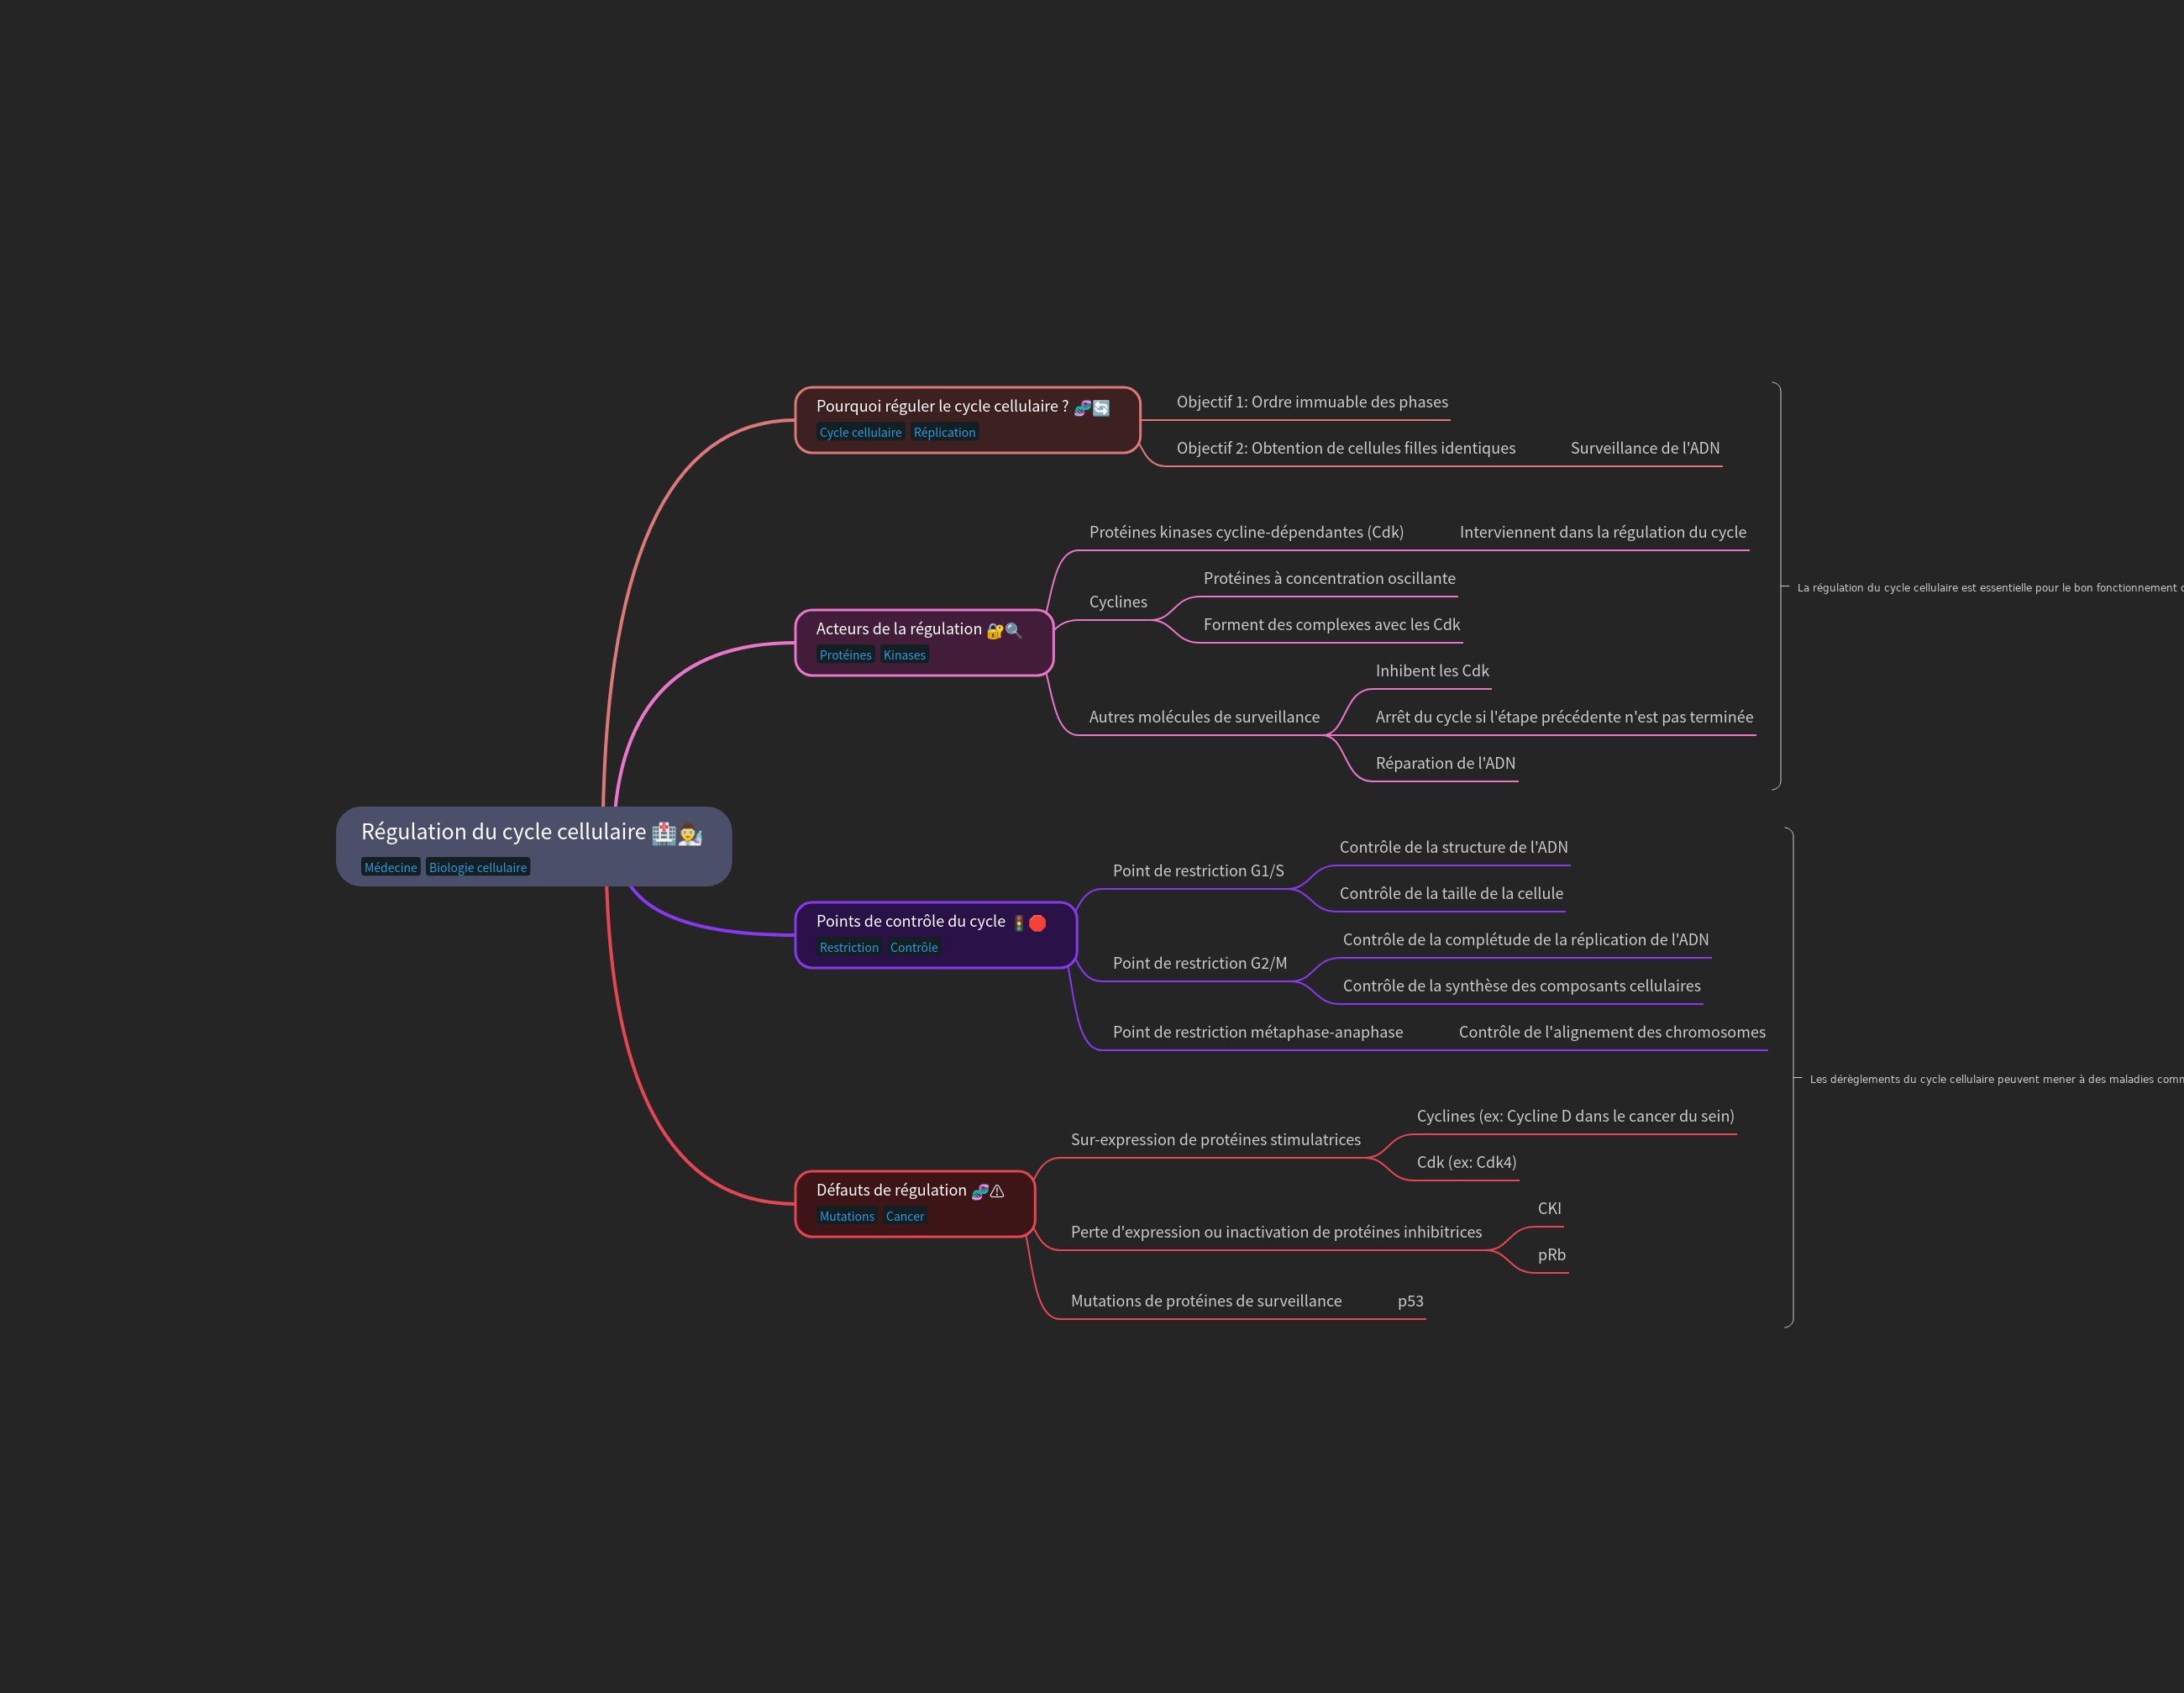 Régulation du cycle cellulaire 🏥👨‍🔬
Médecine Biologie cellulaire
Pourquoi réguler le cycle cellulaire ? 🧬🔄
Cycle cellulaire Réplication
Objectif 1: Ordre immuable des phases
Objectif 2: Obtention de cellules filles identiques
Surveillance de l'ADN
Acteurs de la régulation 🔐🔍
Protéines Kinases
Protéines kinases cycline-dépendantes (Cdk)
Interviennent dans la régulation du cycle
Cyclines
Protéines à concentration oscillante
Forment des complexes avec les Cdk
Autres molécules de surveillance
Inhibent les Cdk
Arrêt du cycle si l'étape précédente n'est pas terminée
Réparation de l'ADN
La régulation du cycle cellulaire est essentielle pour le bon fonctionnement
Points de contrôle du cycle 🚦🛑
Restriction Contrôle
Point de restriction G1/S
Contrôle de la structure de l'ADN
Contrôle de la taille de la cellule
Point de restriction G2/M
Contrôle de la complétude de la réplication de l'ADN
Contrôle de la synthèse des composants cellulaires
Point de restriction métaphase-anaphase
Contrôle de l'alignement des chromosomes
Défauts de régulation 🧬⚠
Mutations Cancer
Sur-expression de protéines stimulatrices
Cyclines (ex: Cycline D dans le cancer du sein)
Cdk (ex: Cdk4)
Perte d'expression ou inactivation de protéines inhibitrices
CKI
pRb
Mutations de protéines de surveillance
p53
Les dérèglements du cycle cellulaire peuvent mener à des maladies